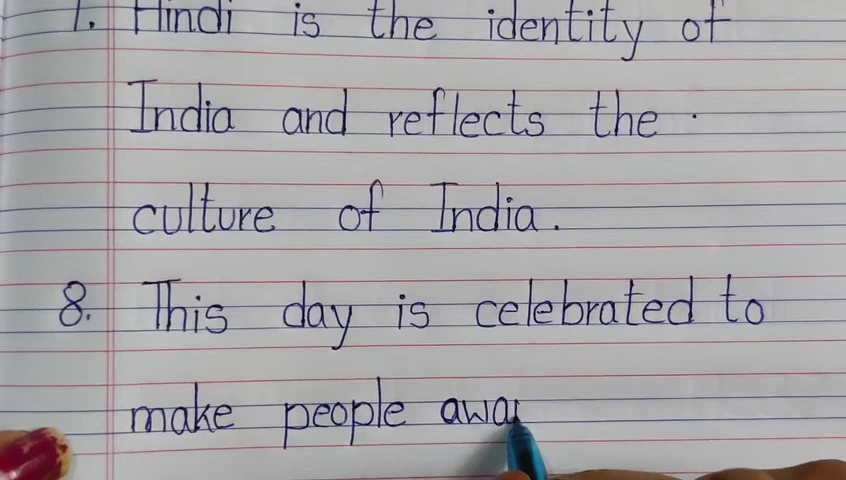 7. Hindi is the identity of
India and reflects the
culture of India.
8. This day is celebrated to
make people awa